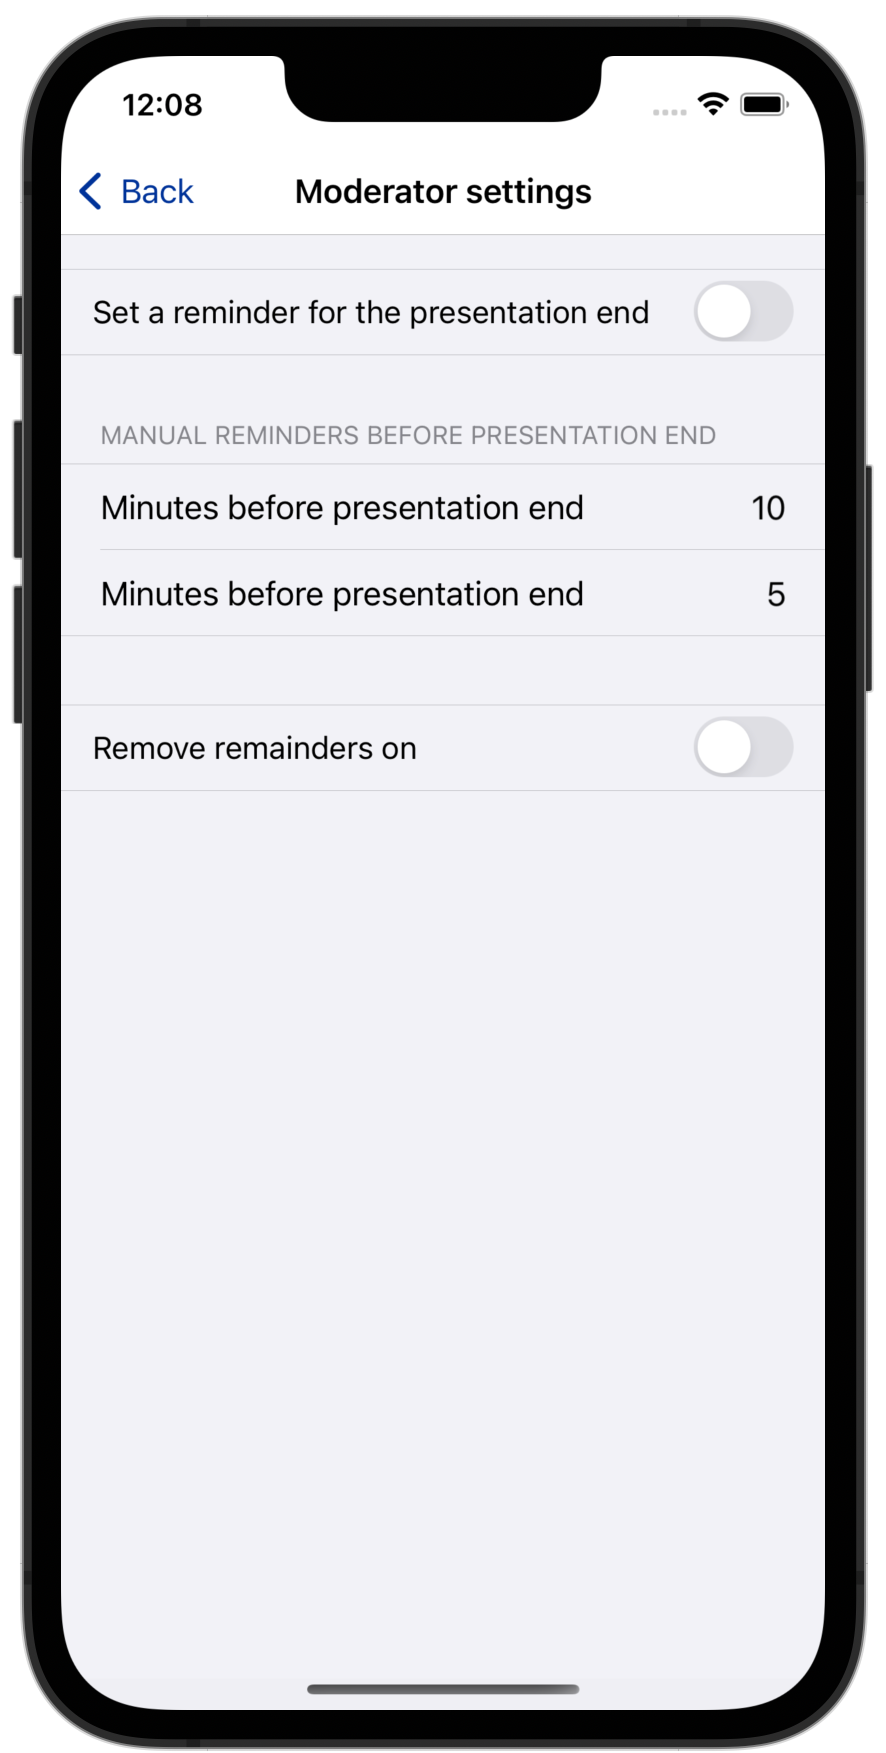 12:08
Back
Moderator settings
Set a reminder for the presentation end
MANUAL REMINDERS BEFORE PRESENTATION END
Minutes before presentation end 10
Minutes before presentation end 5
Remove remainders on